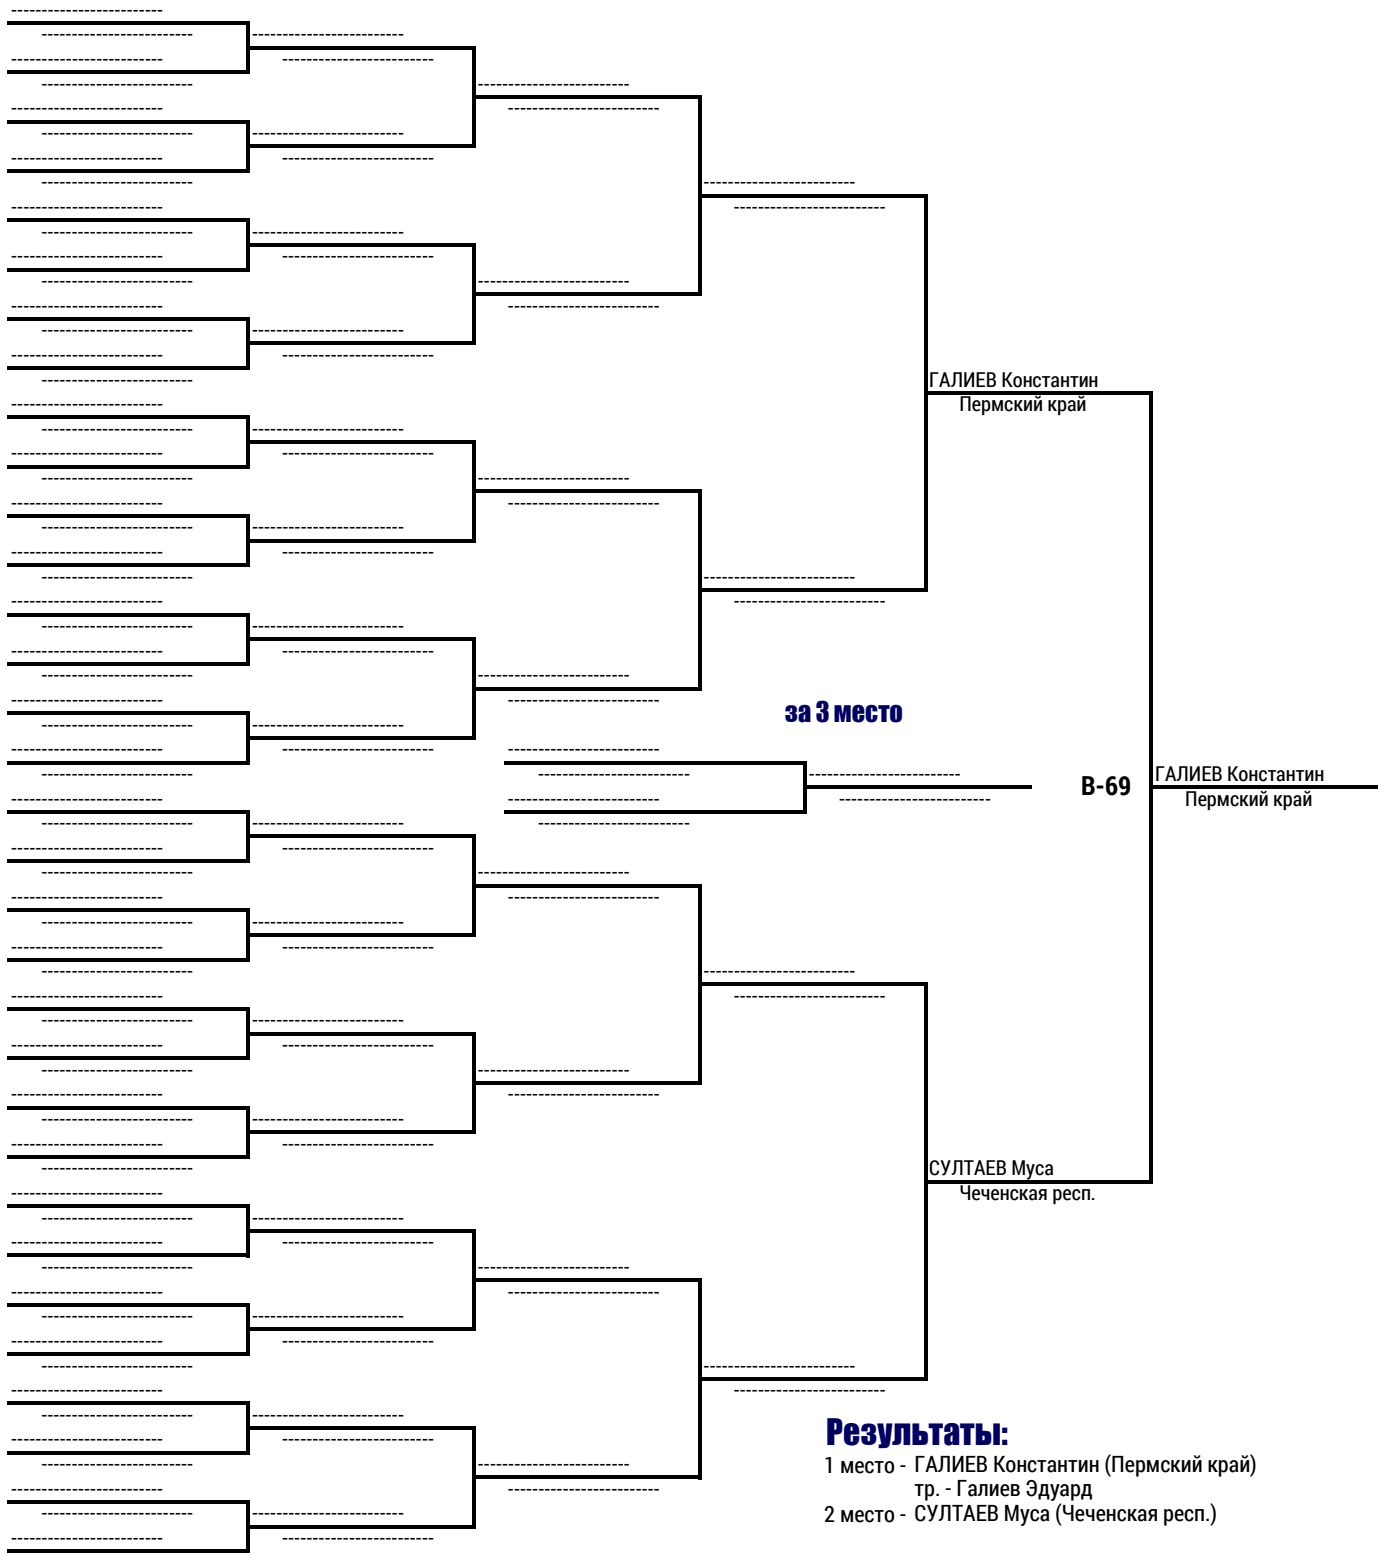 ГАЛИЕВ Константин
Пермский край
за 3 место
В-69
ГАЛИЕВ Константин
Пермский край
СУЛТАЕВ Муса
Чеченская респ.
Результаты:
1 место - ГАЛИЕВ Константин (Пермский край)
тр. - Галиев Эдуард
2 место - СУЛТАЕВ Муса (Чеченская респ.)